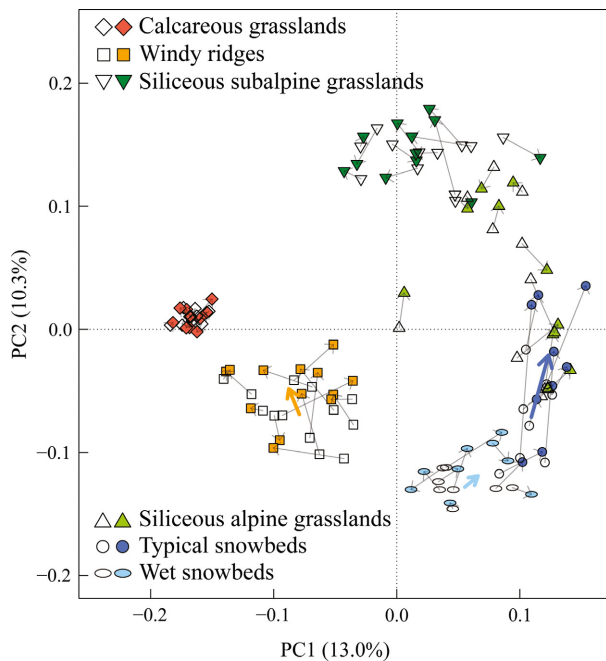 Calcareous grasslands
Windy ridges
Siliceous subalpine grasslands
0.2
0.1
0.0
−0.1
−0.2
PC2 (10.3%)
Siliceous alpine grasslands
Typical snowbeds
Wet snowbeds
−0.2
−0.1
0.0
0.1
PC1 (13.0%)